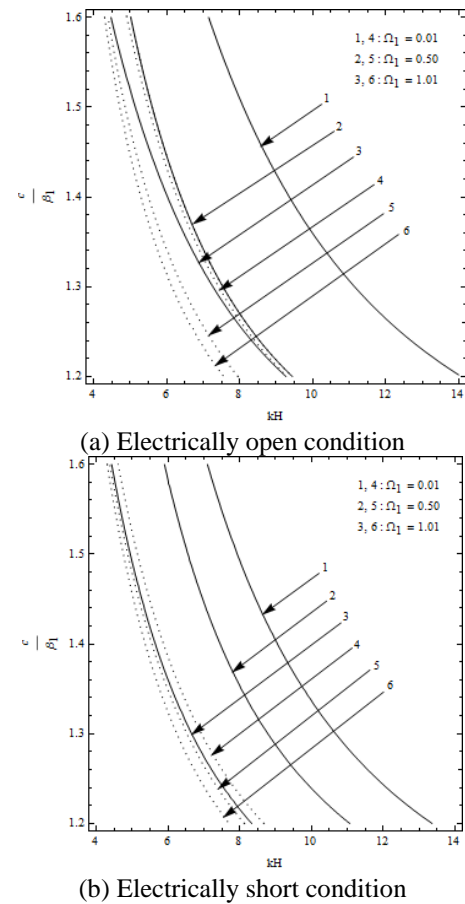 1.6
1.5
1.4
1.3
1.2
c
β1
4
6
8
10
12
14
kH
1, 4 : Ω1 = 0.01
2, 5 : Ω1 = 0.50
3, 6 : Ω1 = 1.01
1
2
3
4
5
6
(a) Electrically open condition
1.6
1.5
1.4
1.3
1.2
c
β1
4
6
8
10
12
14
kH
1, 4 : Ω1 = 0.01
2, 5 : Ω1 = 0.50
3, 6 : Ω1 = 1.01
1
2
3
4
5
6
(b) Electrically short condition